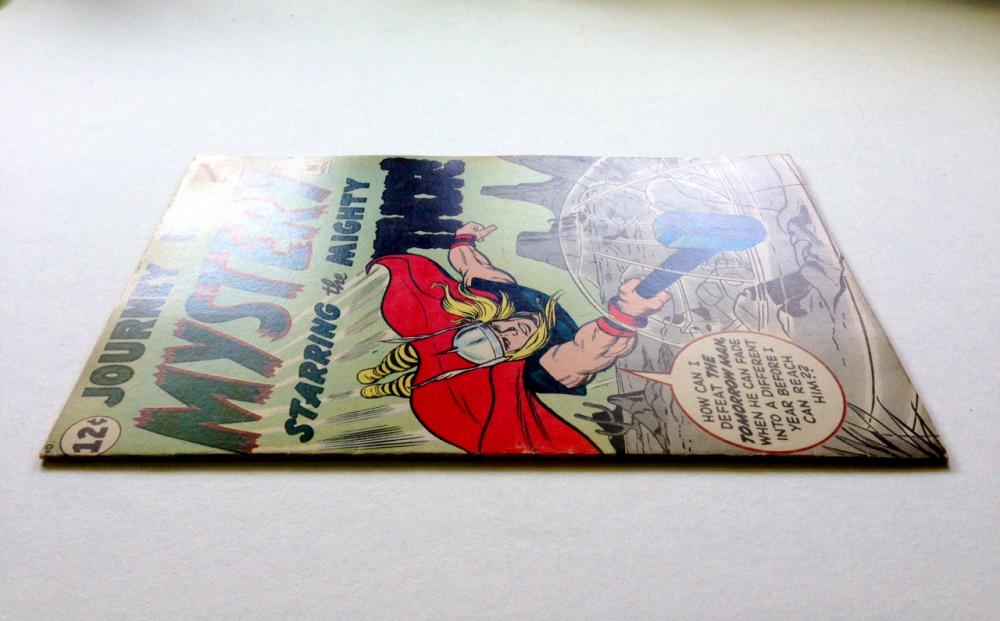 12¢
JOURNEY I
MYSTERY
STARRING the MIGHTY
THOR
NOV.
HOW CAN I
DEFEAT THE
TOMORROW MAN,
WHEN HE CAN FADE
INTO A DIFFERENT
YEAR BEFORE I
CAN REACH
HIM??